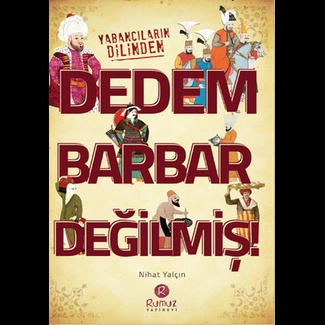 YABANCILARIN
DİLİNDEN
DEDEM
BARBAR
DEĞİLMİŞ!
Nihat Yalçın
R
Rumuz
YAYINEVİ